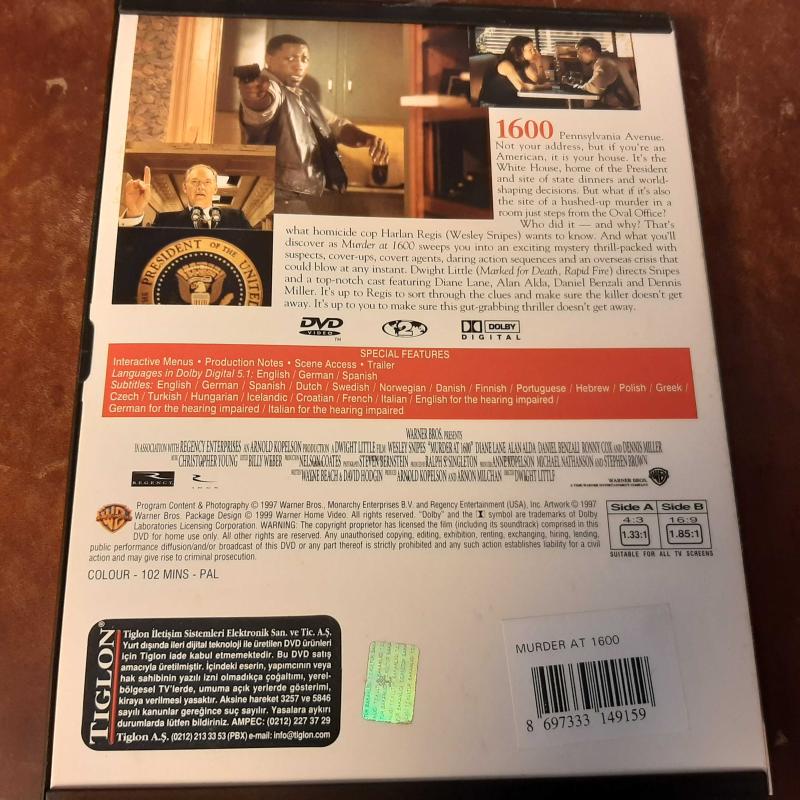 1600 Pennsylvania Avenue.
Not your address, but if you're an
American, it is your house. It's the
White House, home of the President
and site of state dinners and world-
shaping decisions. But what if it's also
the site of a hushed-up murder in a
room just steps from the Oval Office?
Who did it — and why? That's
what homicide cop Harlan Regis (Wesley Snipes) wants to know. And what you'll
discover as Murder at 1600 sweeps you into an exciting mystery thrill-packed with
suspects, cover-ups, covert agents, daring action sequences and an overseas crisis that
could blow at any instant. Dwight Little (Marked for Death, Rapid Fire) directs Snipes
and a top-notch cast featuring Diane Lane, Alan Alda, Daniel Benzali and Dennis
Miller. It's up to Regis to sort through the clues and make sure the killer doesn't get
away. It's up to you to make sure this gut-grabbing thriller doesn't get away.
PRESIDENT OF THE UNITED
DVD VIDEO TM
2
DOLBY DIGITAL
SPECIAL FEATURES
Interactive Menus • Production Notes • Scene Access • Trailer
Languages in Dolby Digital 5.1: English / German / Spanish
Subtitles: English / German / Spanish / Dutch / Swedish / Norwegian / Danish / Finnish / Portuguese / Hebrew / Polish / Greek /
Czech / Turkish / Hungarian / Icelandic / Croatian / French / Italian / English for the hearing impaired /
German for the hearing impaired / Italian for the hearing impaired
WARNER BROS. PRESENTS
IN ASSOCIATION WITH REGENCY ENTERPRISES AN ARNOLD KOPELSON PRODUCTION A DWIGHT LITTLE FILM WESLEY SNIPES "MURDER AT 1600" DIANE LANE ALAN ALDA DANIEL BENZALI RONNY COX AND DENNIS MILLER
CHRISTOPHER YOUNG BILLY WEBER NELSON COATES STEVEN BERNSTEIN RALPH S. SINGLETON ANNE KOPELSON MICHAEL NATHANSON AND STEPHEN BROWN
WAYNE BEACH & DAVID HODGIN ARNOLD KOPELSON AND ARNON MILCHAN DWIGHT LITTLE
REGENCY
WARNER BROS.
A TIME WARNER ENTERTAINMENT COMPANY
Program Content & Photography © 1997 Warner Bros., Monarchy Enterprises B.V. and Regency Entertainment (USA), Inc. Artwork © 1997
Warner Bros. Package Design © 1999 Warner Home Video. All rights reserved. "Dolby" and the symbol are trademarks of Dolby
Laboratories Licensing Corporation. WARNING: The copyright proprietor has licensed the film (including its soundtrack) comprised in this
DVD for home use only. All other rights are reserved. Any unauthorised copying, editing, exhibition, renting, exchanging, hiring, lending,
public performance diffusion/and/or broadcast of this DVD or any part thereof is strictly prohibited and any such action establishes liability for a civil
action and may give rise to criminal prosecution.
Side A Side B
4:3 16:9
1.33:1 1.85:1
SUITABLE FOR ALL TV SCREENS
COLOUR - 102 MINS - PAL
TIGLON®
Tiglon İletişim Sistemleri Elektronik San. ve Tic. A.Ş.
Yurt dışında ileri dijital teknoloji ile üretilen DVD ürünleri
için Tiglon iade kabul etmemektedir. Bu DVD satış
amacıyla üretilmiştir. İçindeki eserin, yapımcının veya
hak sahibinin yazılı izni olmadıkça çoğaltımı, yerel-
bölgesel TV'lerde, umuma açık yerlerde gösterimi,
kiraya verilmesi yasaktır. Aksine hareket 3257 ve 5846
sayılı kanunlar gereğince suç sayılır. Yasalara aykırı
durumlarda lütfen bildiriniz. AMPEC: (0212) 227 37 29
Tiglon A.Ş. (0212) 213 33 53 (PBX) e-mail: info@tiglon.com
MURDER AT 1600
8 697333 149159